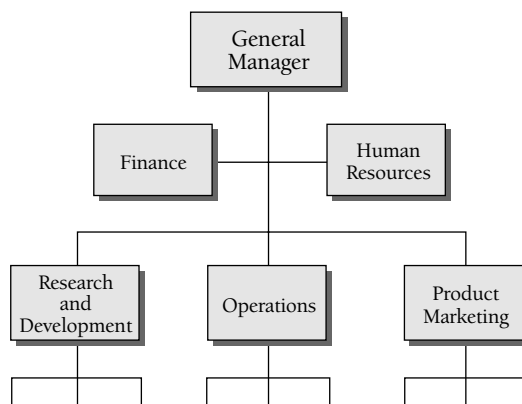 General
Manager
Finance
Human
Resources
Research
and
Development
Operations
Product
Marketing